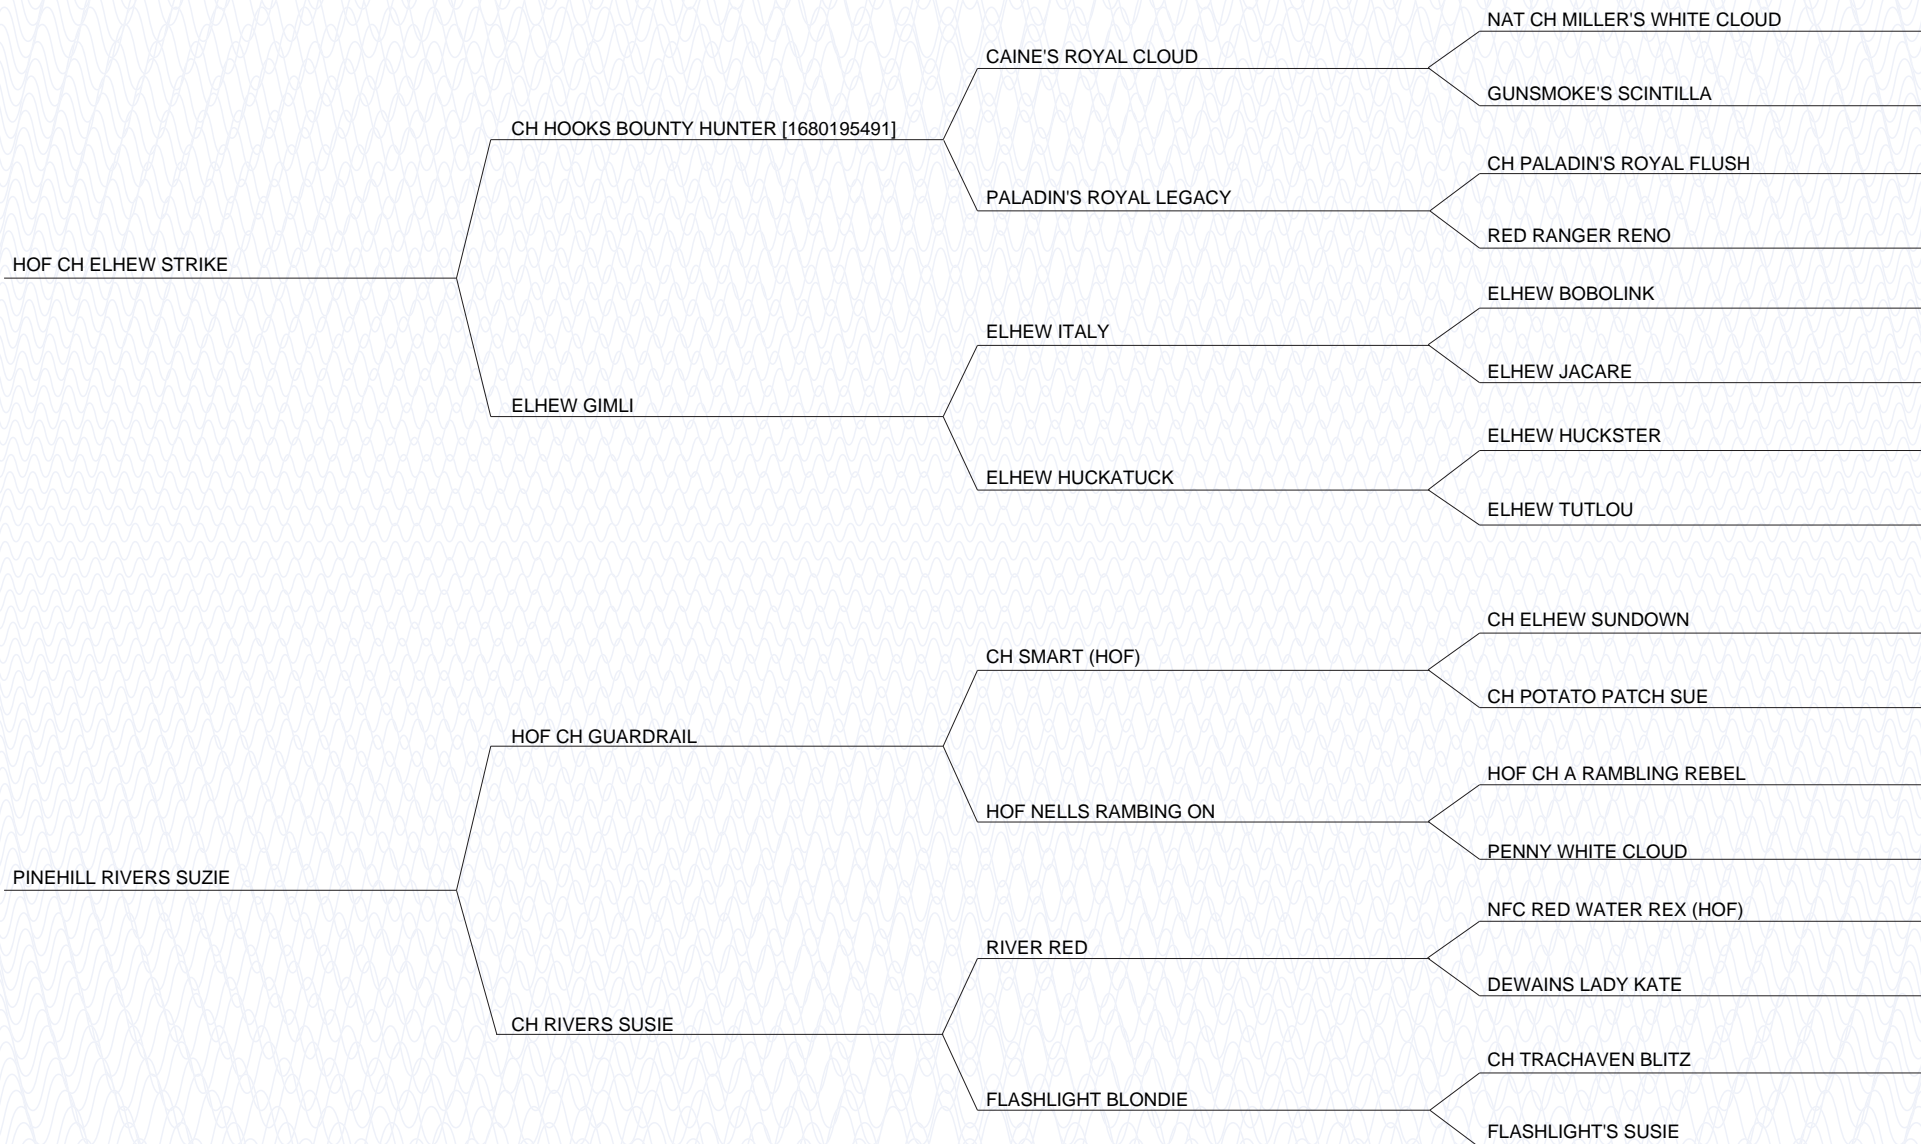 NAT CH MILLER'S WHITE CLOUD
CAINE'S ROYAL CLOUD
GUNSMOKE'S SCINTILLA
CH HOOKS BOUNTY HUNTER [1680195491]
CH PALADIN'S ROYAL FLUSH
PALADIN'S ROYAL LEGACY
RED RANGER RENO
HOF CH ELHEW STRIKE
ELHEW BOBOLINK
ELHEW ITALY
ELHEW JACARE
ELHEW GIMLI
ELHEW HUCKSTER
ELHEW HUCKATUCK
ELHEW TUTLOU
CH ELHEW SUNDOWN
CH SMART (HOF)
CH POTATO PATCH SUE
HOF CH GUARDRAIL
HOF CH A RAMBLING REBEL
HOF NELLS RAMBING ON
PENNY WHITE CLOUD
PINEHILL RIVERS SUZIE
NFC RED WATER REX (HOF)
RIVER RED
DEWAINS LADY KATE
CH RIVERS SUSIE
CH TRACHAVEN BLITZ
FLASHLIGHT BLONDIE
FLASHLIGHT'S SUSIE